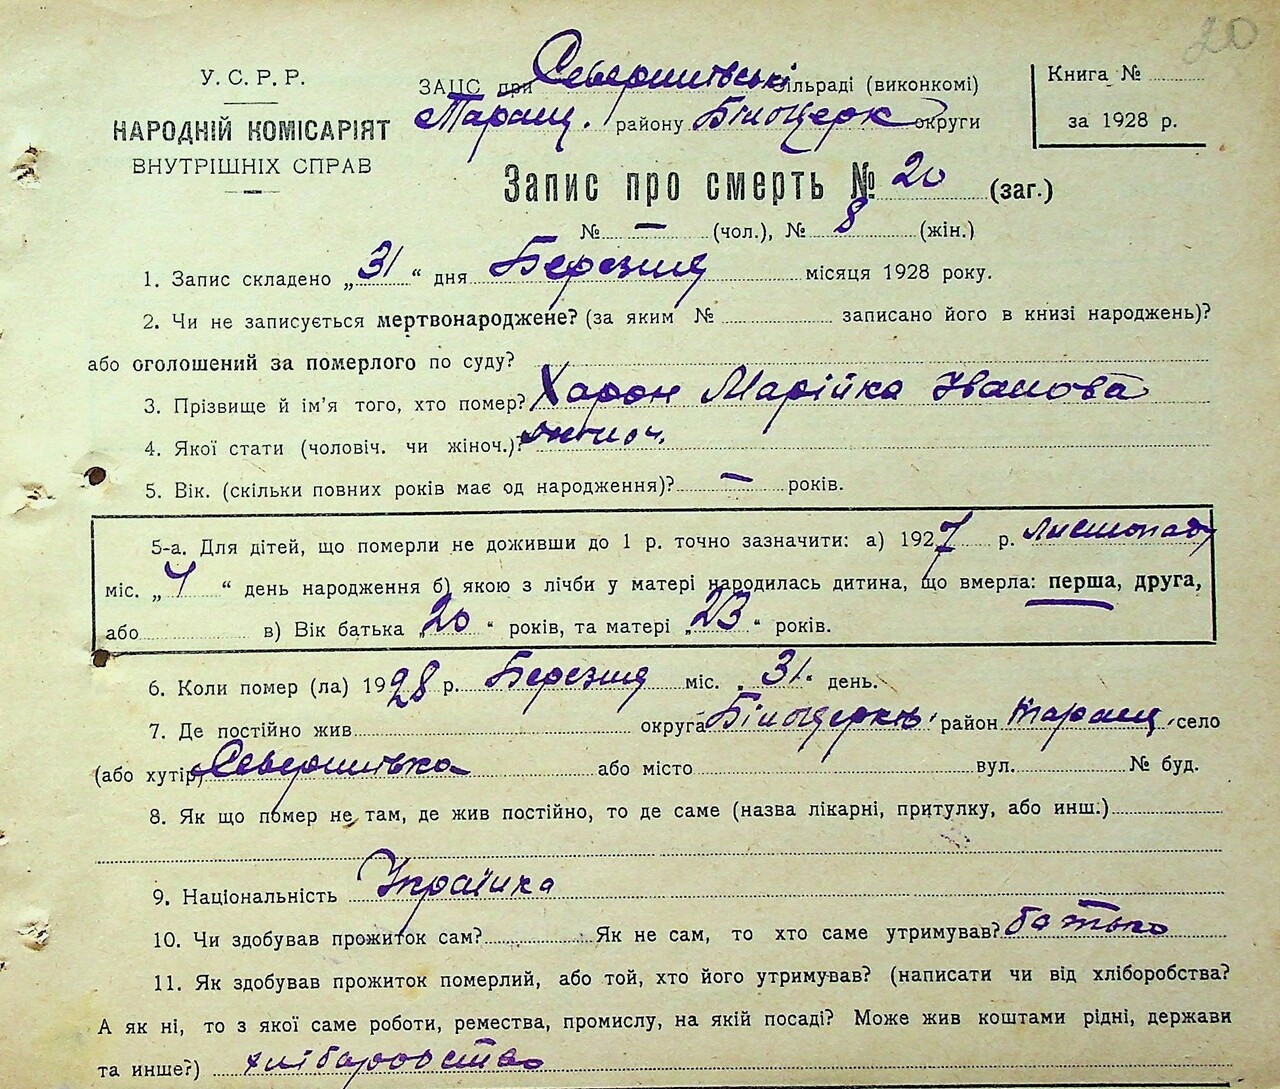 20
У.С.Р.Р.
НАРОДНІЙ КОМІСАРІЯТ
ВНУТРІШНІХ СПРАВ
ЗАЦС при Северинівські сільраді (виконкомі)
Таращ. району Білоцерк округи
Книга №
за 1928 р.
Запис про смерть № 20 (заг.)
№ — (чол.), № 8 (жін.)
1. Запис складено „31“ дня Березня місяця 1928 року.
2. Чи не записується мертвонароджене? (за яким № записано його в книзі народжень)?
або оголошений за померлого по суду?
3. Прізвище й ім'я того, хто помер? Харон Марійка Іванова
4. Якої стати (чоловіч. чи жіноч.)? жіноч.
5. Вік. (скільки повних років має од народження)? — років.
5-а. Для дітей, що померли не доживши до 1 р. точно зазначити: а) 1927 р. листопад
міс. „ “ день народження б) якою з лічби у матері народилась дитина, що вмерла: перша, друга,
або в) Вік батька „20“ років, та матері „23“ років.
6. Коли помер (ла) 1928 р. Березня міс. „31“ день.
7. Де постійно жив округа Білоцерків. район Таращ. село
(або хутір) Северинівка або місто вул. № буд.
8. Як що помер не там, де жив постійно, то де саме (назва лікарні, притулку, або инш.)
9. Національність Українка
10. Чи здобував прожиток сам? Як не сам, то хто саме утримував? батько
11. Як здобував прожиток померлий, або той, хто його утримував? (написати чи від хліборобства?
А як ні, то з якої саме роботи, ремества, промислу, на якій посаді? Може жив коштами рідні, держави
та инше?) хліборобство